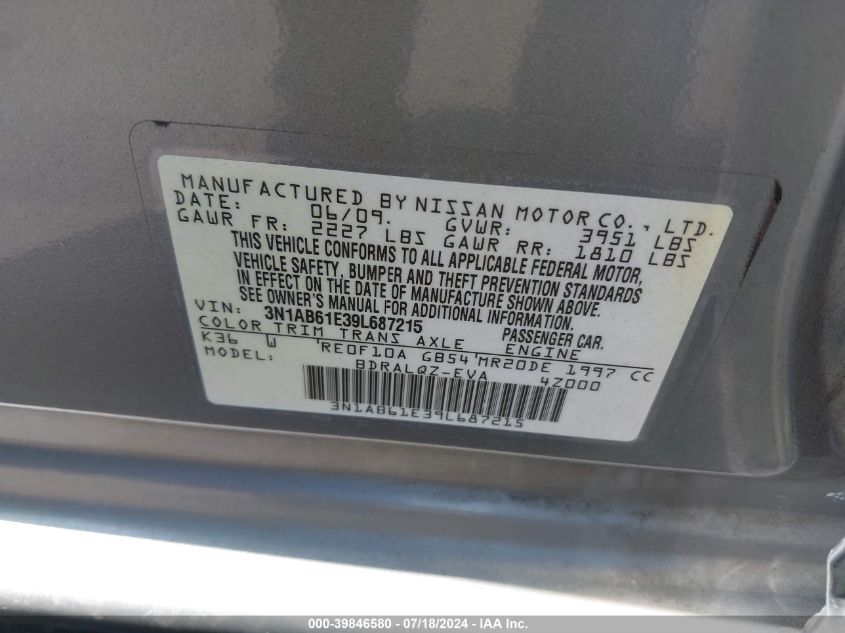 MANUFACTURED BY NISSAN MOTOR CO., LTD.
DATE: 06/09. GVWR: 3951 LBS
GAWR FR: 2227 LBS GAWR RR: 1810 LBS
THIS VEHICLE CONFORMS TO ALL APPLICABLE FEDERAL MOTOR,
VEHICLE SAFETY, BUMPER AND THEFT PREVENTION STANDARDS
IN EFFECT ON THE DATE OF MANUFACTURE SHOWN ABOVE.
SEE OWNER'S MANUAL FOR ADDITIONAL INFORMATION.
VIN: 3N1AB61E39L687215 PASSENGER CAR.
COLOR TRIM TRANS AXLE ENGINE
K36 W 'RE0F10A GB54'MR20DE 1997 CC
MODEL: BDRALQZ-EVA 4Z000
3N1AB61E39L687215
000-39846580 - 07/18/2024 - IAA Inc.